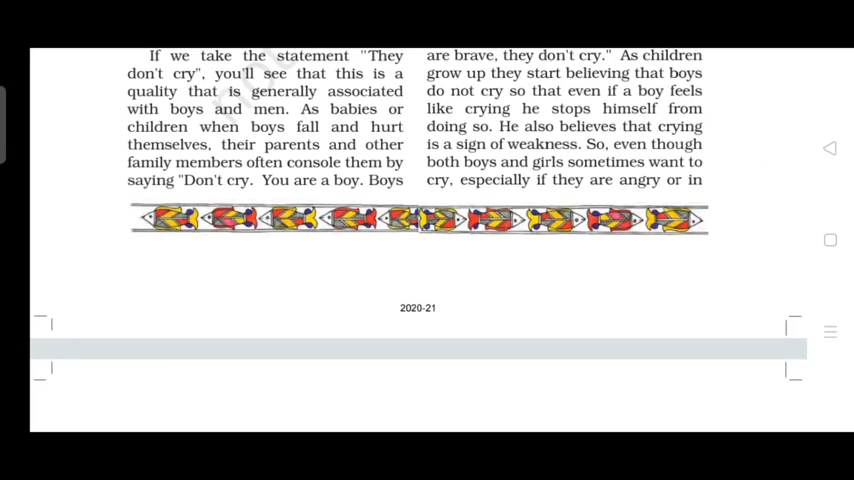 If we take the statement "They
don't cry", you'll see that this is a
quality that is generally associated
with boys and men. As babies or
children when boys fall and hurt
themselves, their parents and other
family members often console them by
saying "Don't cry. You are a boy. Boys
are brave, they don't cry." As children
grow up they start believing that boys
do not cry so that even if a boy feels
like crying he stops himself from
doing so. He also believes that crying
is a sign of weakness. So, even though
both boys and girls sometimes want to
cry, especially if they are angry or in
2020-21